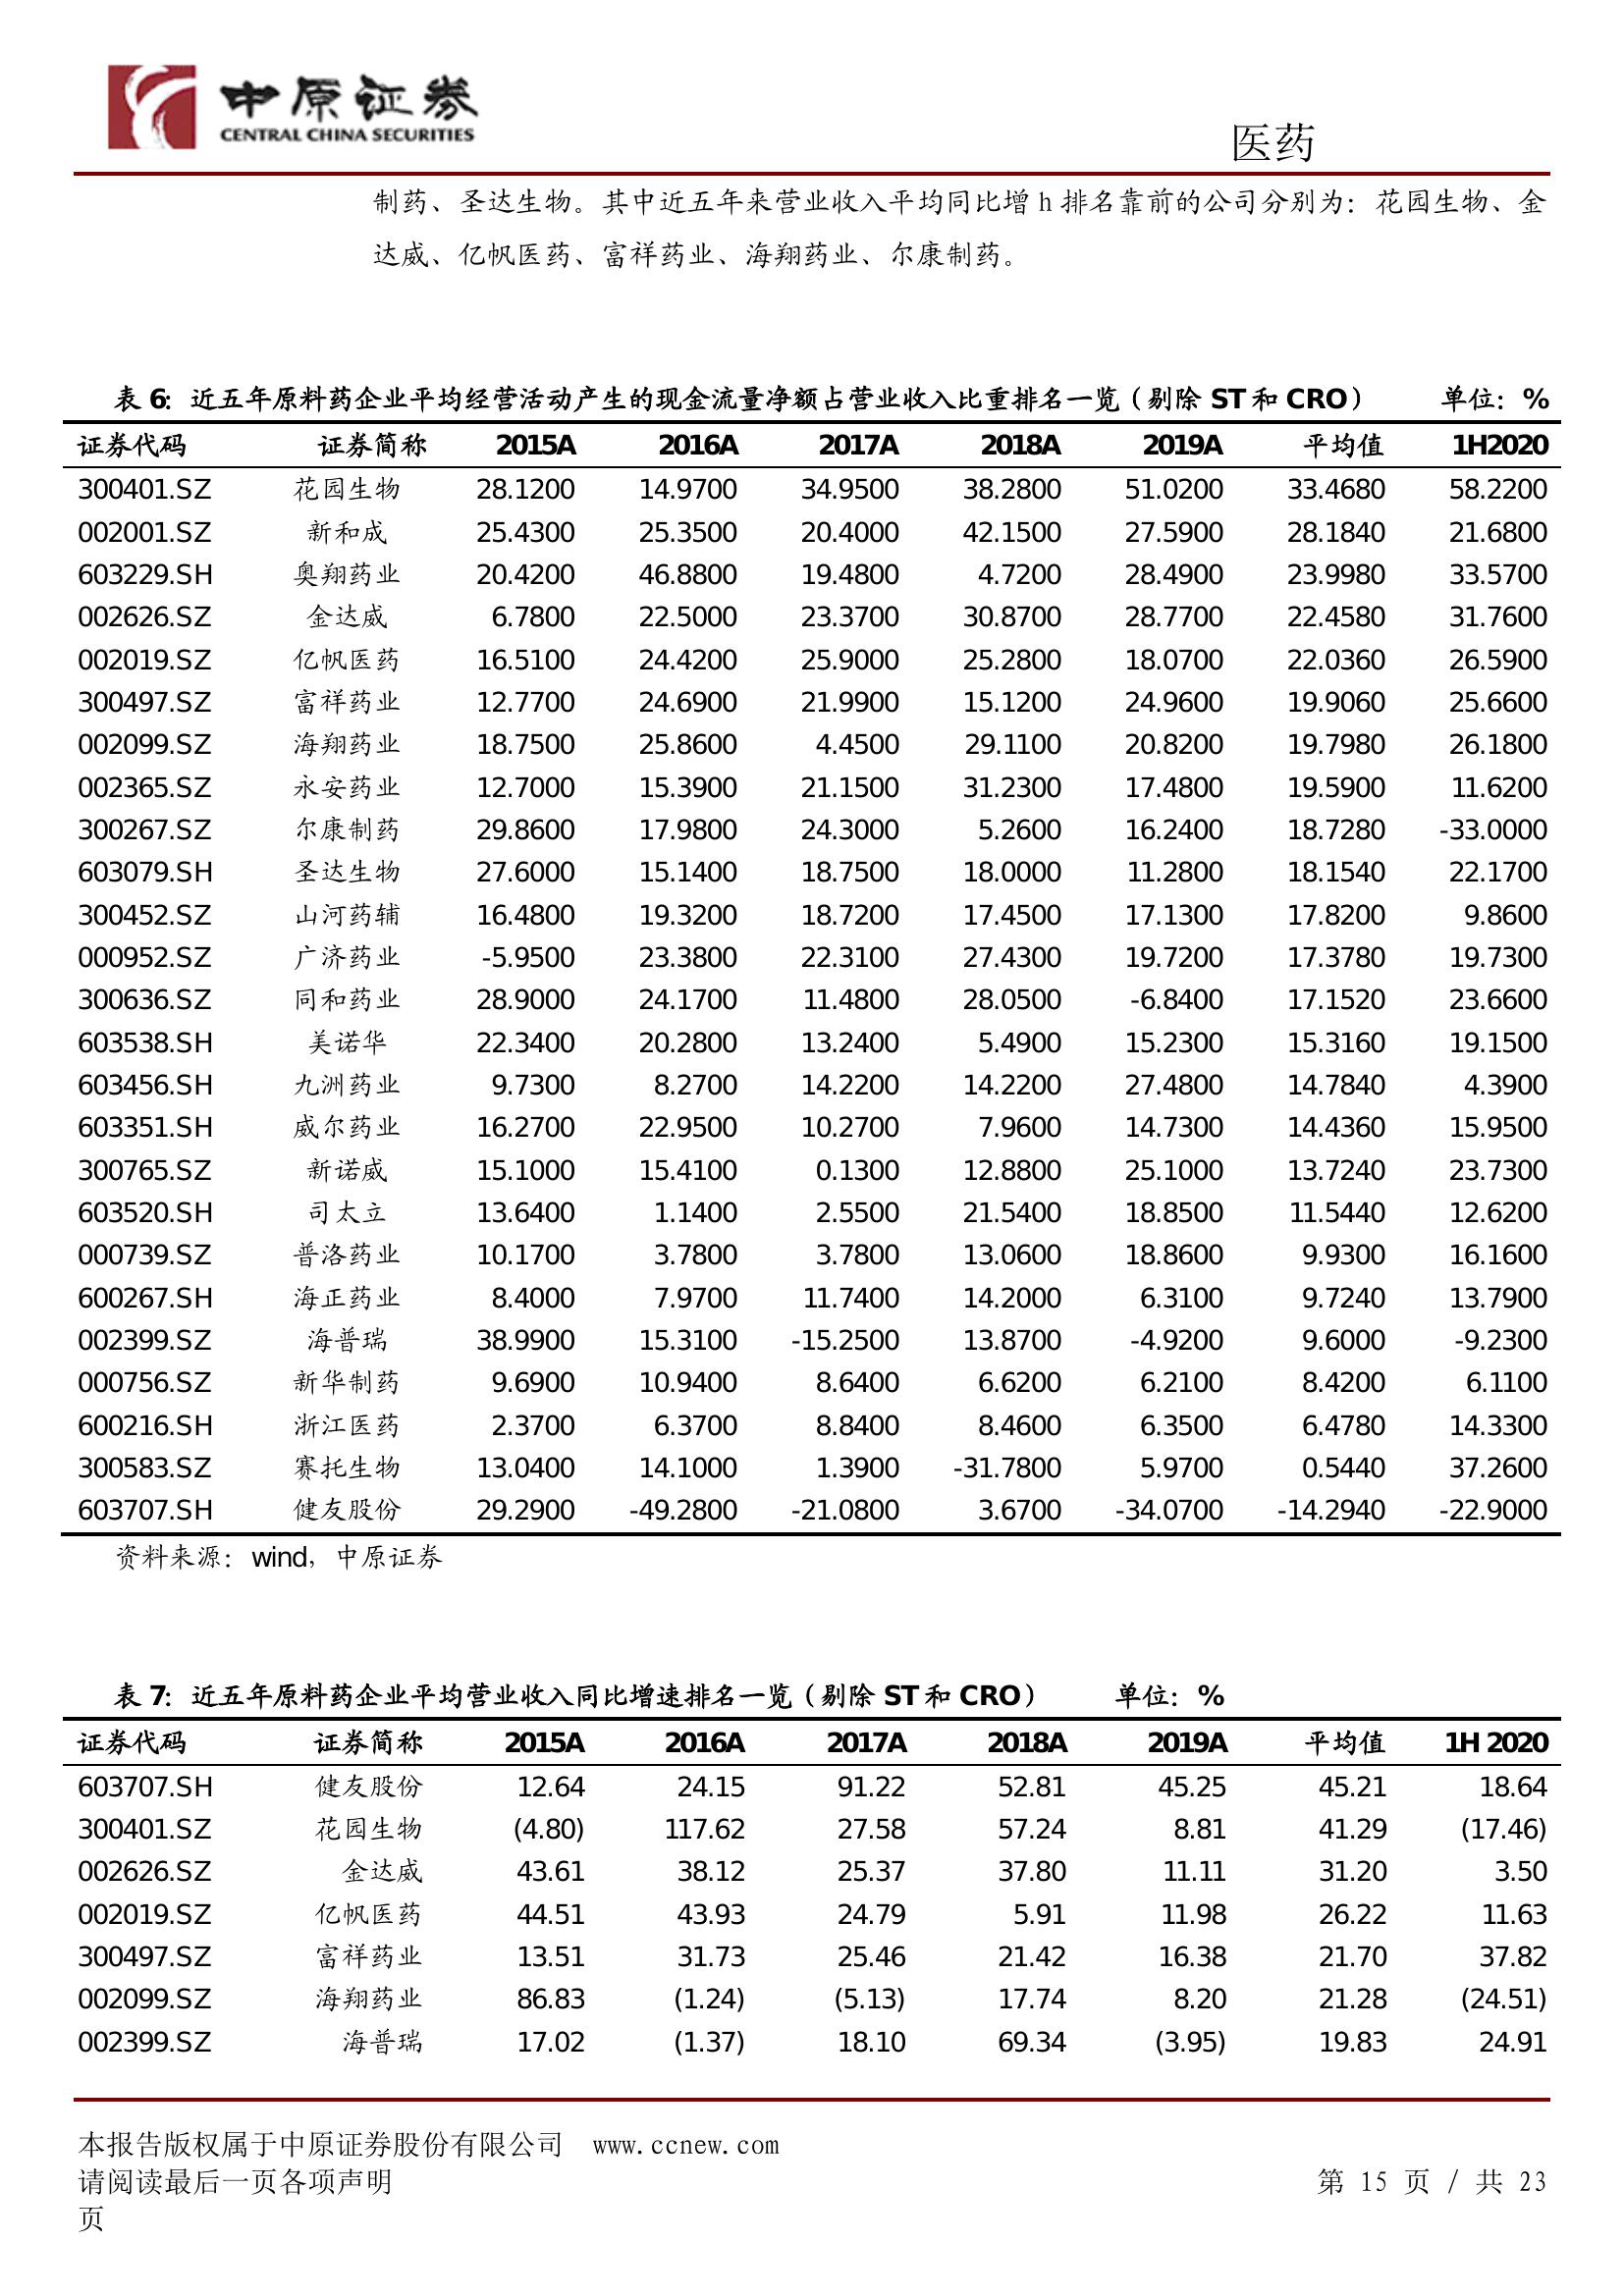 中原证券
CENTRAL CHINA SECURITIES
医药
制药、圣达生物。其中近五年来营业收入平均同比增 h 排名靠前的公司分别为：花园生物、金
达威、亿帆医药、富祥药业、海翔药业、尔康制药。
表 6：近五年原料药企业平均经营活动产生的现金流量净额占营业收入比重排名一览（剔除 ST 和 CRO） 单位：%
证券代码 证券简称 2015A 2016A 2017A 2018A 2019A 平均值 1H2020
300401.SZ 花园生物 28.1200 14.9700 34.9500 38.2800 51.0200 33.4680 58.2200
002001.SZ 新和成 25.4300 25.3500 20.4000 42.1500 27.5900 28.1840 21.6800
603229.SH 奥翔药业 20.4200 46.8800 19.4800 4.7200 28.4900 23.9980 33.5700
002626.SZ 金达威 6.7800 22.5000 23.3700 30.8700 28.7700 22.4580 31.7600
002019.SZ 亿帆医药 16.5100 24.4200 25.9000 25.2800 18.0700 22.0360 26.5900
300497.SZ 富祥药业 12.7700 24.6900 21.9900 15.1200 24.9600 19.9060 25.6600
002099.SZ 海翔药业 18.7500 25.8600 4.4500 29.1100 20.8200 19.7980 26.1800
002365.SZ 永安药业 12.7000 15.3900 21.1500 31.2300 17.4800 19.5900 11.6200
300267.SZ 尔康制药 29.8600 17.9800 24.3000 5.2600 16.2400 18.7280 -33.0000
603079.SH 圣达生物 27.6000 15.1400 18.7500 18.0000 11.2800 18.1540 22.1700
300452.SZ 山河药辅 16.4800 19.3200 18.7200 17.4500 17.1300 17.8200 9.8600
000952.SZ 广济药业 -5.9500 23.3800 22.3100 27.4300 19.7200 17.3780 19.7300
300636.SZ 同和药业 28.9000 24.1700 11.4800 28.0500 -6.8400 17.1520 23.6600
603538.SH 美诺华 22.3400 20.2800 13.2400 5.4900 15.2300 15.3160 19.1500
603456.SH 九洲药业 9.7300 8.2700 14.2200 14.2200 27.4800 14.7840 4.3900
603351.SH 威尔药业 16.2700 22.9500 10.2700 7.9600 14.7300 14.4360 15.9500
300765.SZ 新诺威 15.1000 15.4100 0.1300 12.8800 25.1000 13.7240 23.7300
603520.SH 司太立 13.6400 1.1400 2.5500 21.5400 18.8500 11.5440 12.6200
000739.SZ 普洛药业 10.1700 3.7800 3.7800 13.0600 18.8600 9.9300 16.1600
600267.SH 海正药业 8.4000 7.9700 11.7400 14.2000 6.3100 9.7240 13.7900
002399.SZ 海普瑞 38.9900 15.3100 -15.2500 13.8700 -4.9200 9.6000 -9.2300
000756.SZ 新华制药 9.6900 10.9400 8.6400 6.6200 6.2100 8.4200 6.1100
600216.SH 浙江医药 2.3700 6.3700 8.8400 8.4600 6.3500 6.4780 14.3300
300583.SZ 赛托生物 13.0400 14.1000 1.3900 -31.7800 5.9700 0.5440 37.2600
603707.SH 健友股份 29.2900 -49.2800 -21.0800 3.6700 -34.0700 -14.2940 -22.9000
资料来源：wind，中原证券
表 7：近五年原料药企业平均营业收入同比增速排名一览（剔除 ST 和 CRO） 单位：%
证券代码 证券简称 2015A 2016A 2017A 2018A 2019A 平均值 1H 2020
603707.SH 健友股份 12.64 24.15 91.22 52.81 45.25 45.21 18.64
300401.SZ 花园生物 (4.80) 117.62 27.58 57.24 8.81 41.29 (17.46)
002626.SZ 金达威 43.61 38.12 25.37 37.80 11.11 31.20 3.50
002019.SZ 亿帆医药 44.51 43.93 24.79 5.91 11.98 26.22 11.63
300497.SZ 富祥药业 13.51 31.73 25.46 21.42 16.38 21.70 37.82
002099.SZ 海翔药业 86.83 (1.24) (5.13) 17.74 8.20 21.28 (24.51)
002399.SZ 海普瑞 17.02 (1.37) 18.10 69.34 (3.95) 19.83 24.91
本报告版权属于中原证券股份有限公司 www.ccnew.com
请阅读最后一页各项声明 第 15 页 / 共 23
页